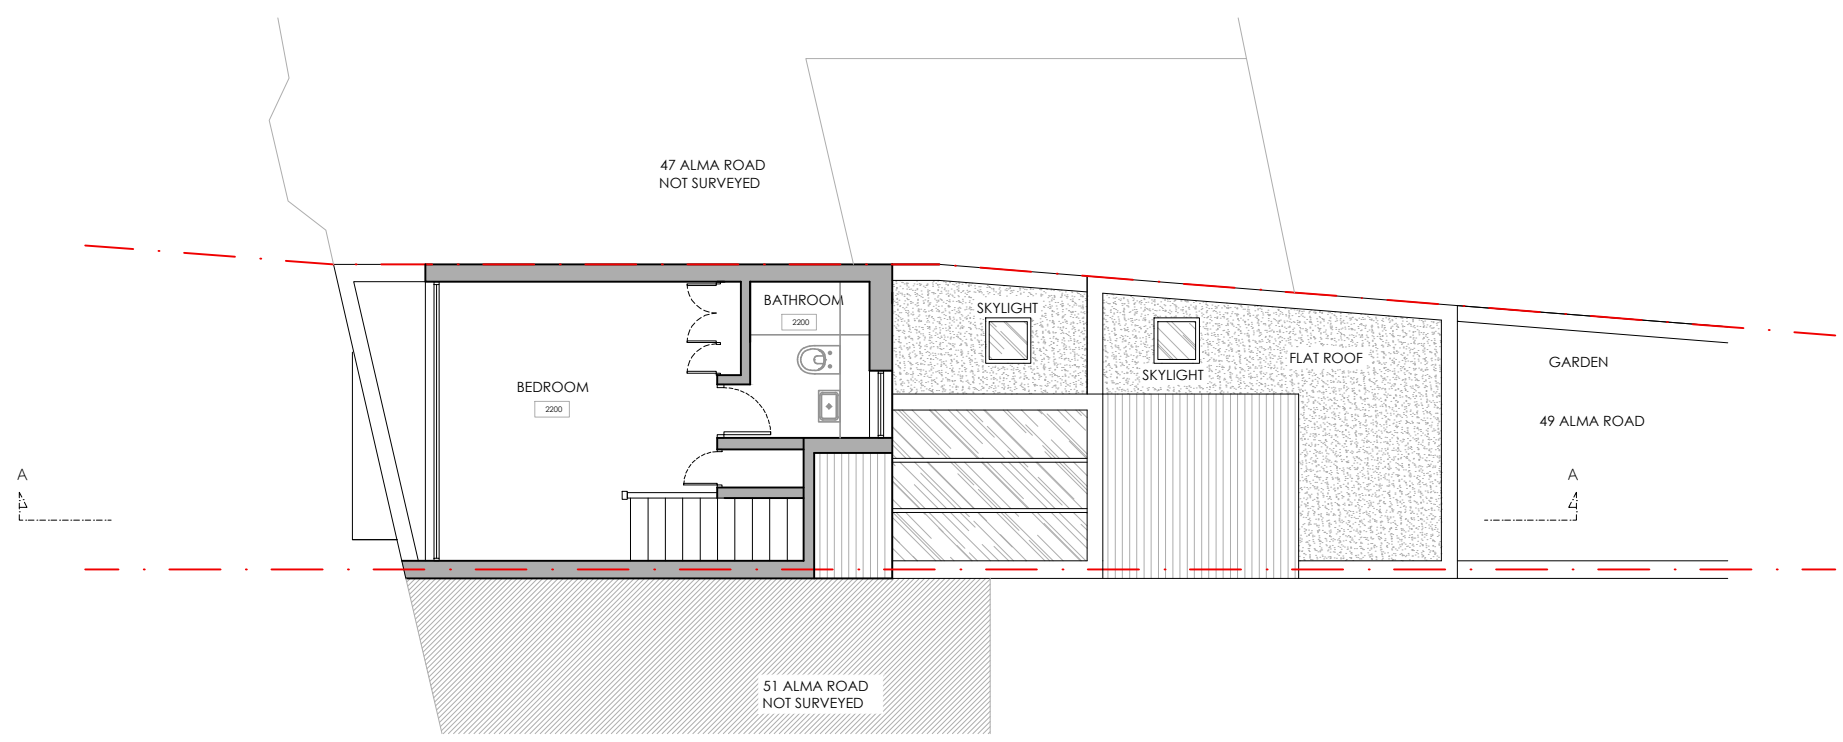 47 ALMA ROAD
NOT SURVEYED
BATHROOM
2200
SKYLIGHT
SKYLIGHT
FLAT ROOF
GARDEN
BEDROOM
2200
49 ALMA ROAD
A
A
51 ALMA ROAD
NOT SURVEYED